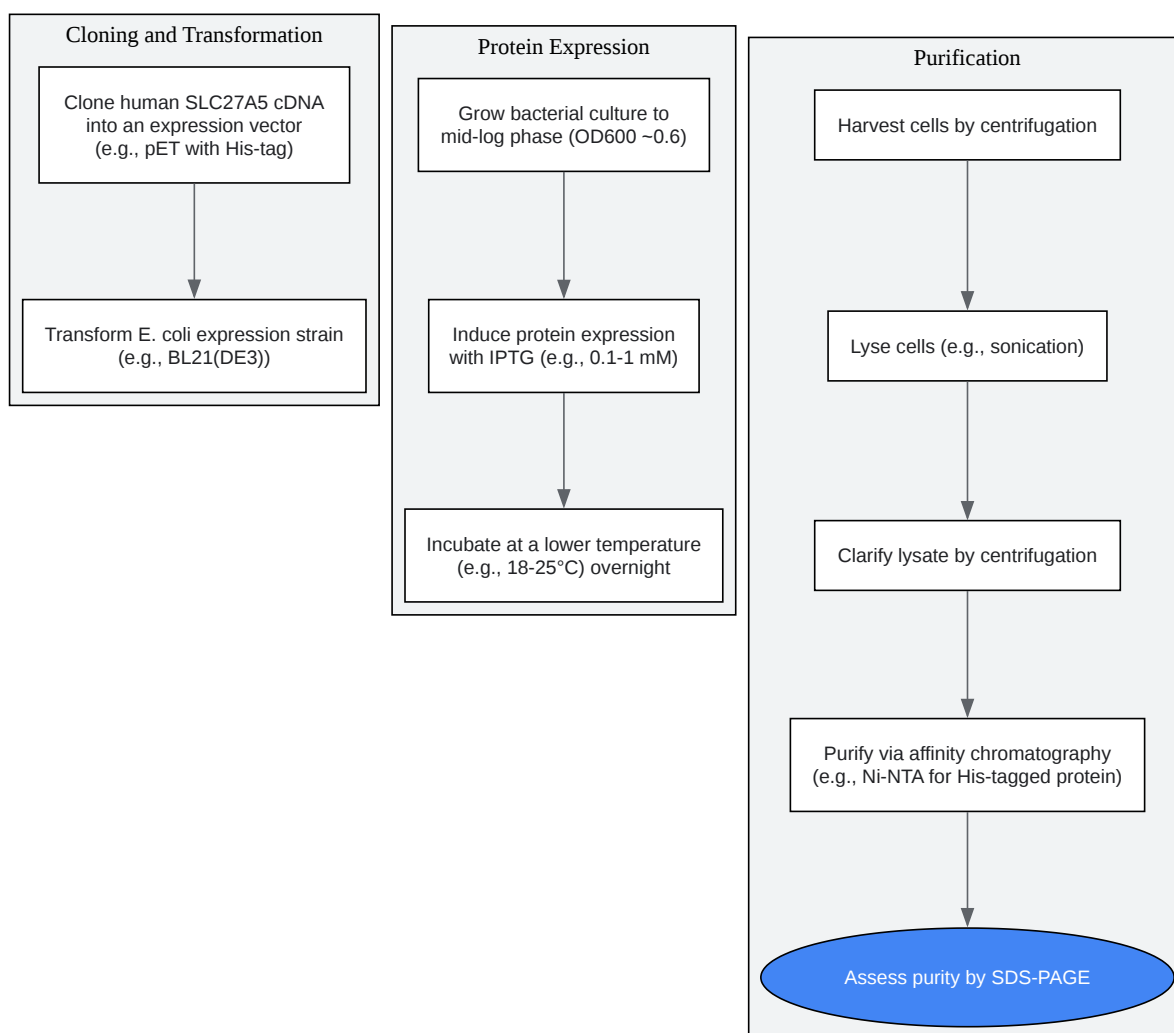 Cloning and Transformation
Clone human SLC27A5 cDNA
into an expression vector
(e.g., pET with His-tag)
Transform E. coli expression strain
(e.g., BL21(DE3))
Protein Expression
Grow bacterial culture to
mid-log phase (OD600 ~0.6)
Induce protein expression
with IPTG (e.g., 0.1-1 mM)
Incubate at a lower temperature
(e.g., 18-25°C) overnight
Purification
Harvest cells by centrifugation
Lyse cells (e.g., sonication)
Clarify lysate by centrifugation
Purify via affinity chromatography
(e.g., Ni-NTA for His-tagged protein)
Assess purity by SDS-PAGE